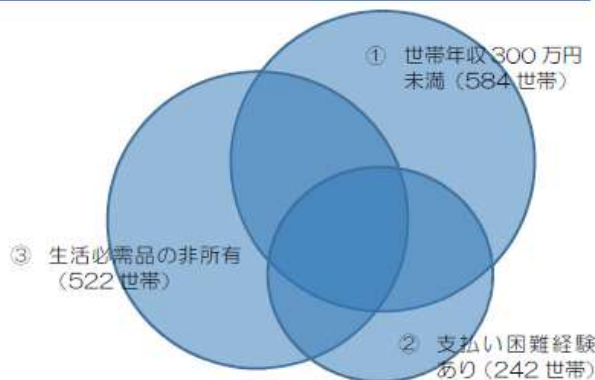 ① 世帯年収 300 万円
未満（584 世帯）
③ 生活必需品の非所有
（522 世帯）
② 支払い困難経験
あり（242 世帯）